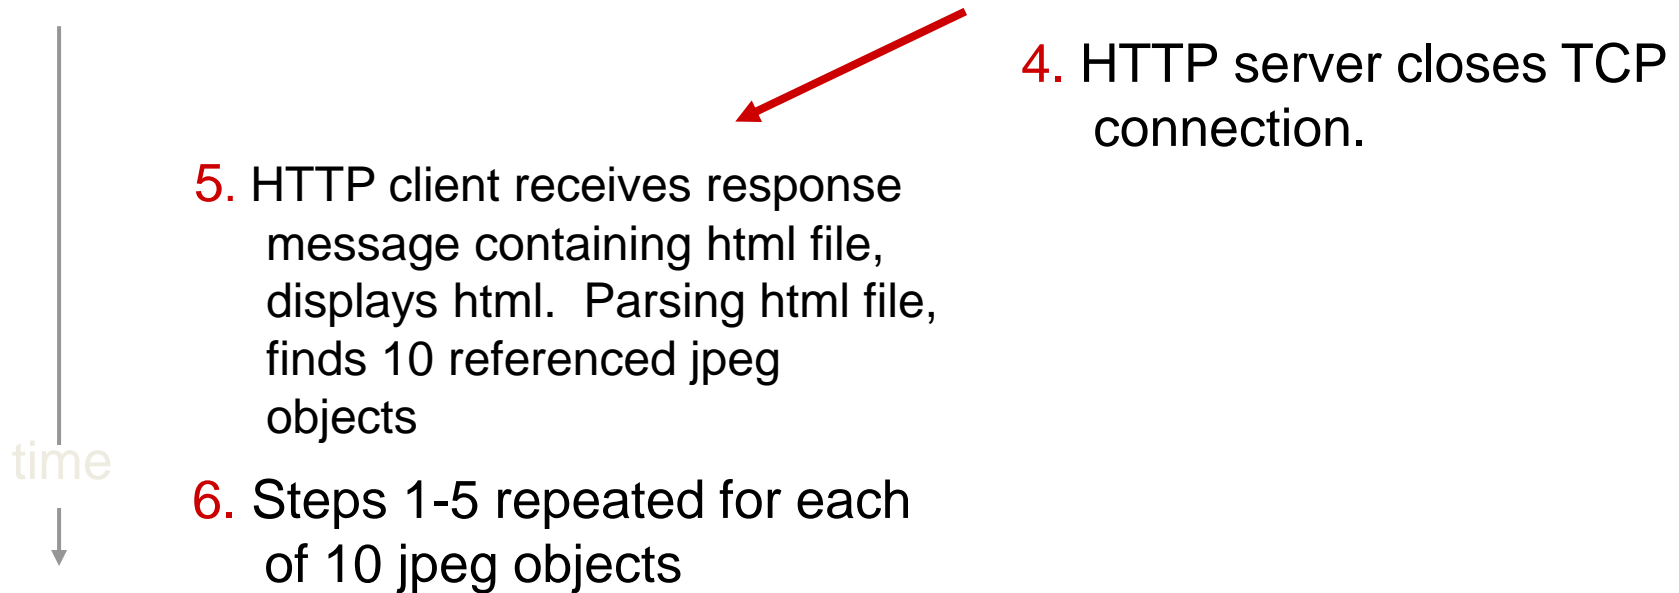 4. HTTP server closes TCP
connection.
5. HTTP client receives response
message containing html file,
displays html.  Parsing html file,
finds 10 referenced jpeg
objects
time
6. Steps 1-5 repeated for each
of 10 jpeg objects